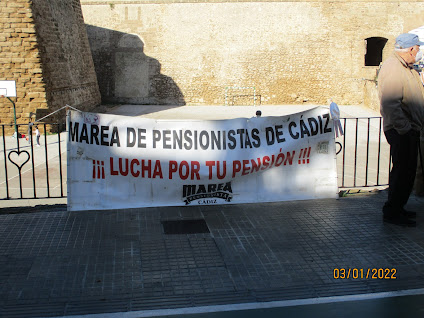 MAREA DE PENSIONISTAS DE CÁDIZ
¡¡¡ LUCHA POR TU PENSIÓN !!!
MAREA
CÁDIZ
03/01/2022